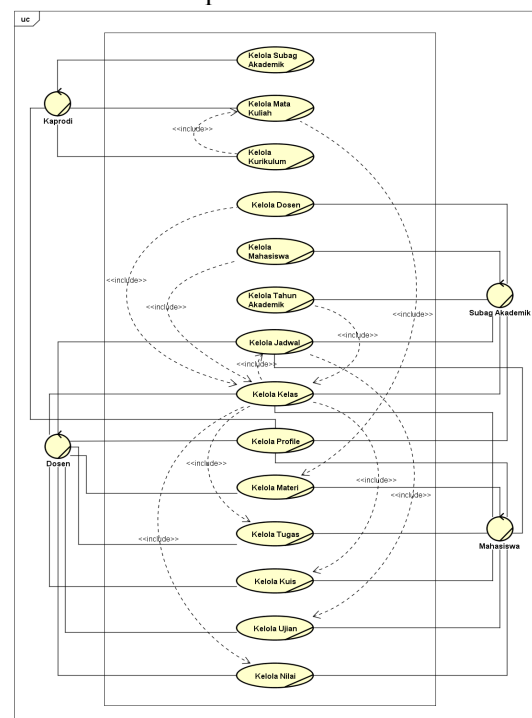 uc
Kelola Subag
Akademik
Kaprodi
Kelola Mata
Kuliah
<<include>>
Kelola
Kurikulum
Kelola Dosen
Kelola
Mahasiswa
<<include>>
<<include>>
Kelola Tahun
Akademik
Subag Akademik
<<include>>
<<include>>
Kelola Jadwal
<<include>>
Kelola Kelas
Kelola Profile
Dosen
Kelola Materi
<<include>>
<<include>>
<<include>>
Kelola Tugas
<<include>>
Mahasiswa
Kelola Kuis
Kelola Ujian
Kelola Nilai